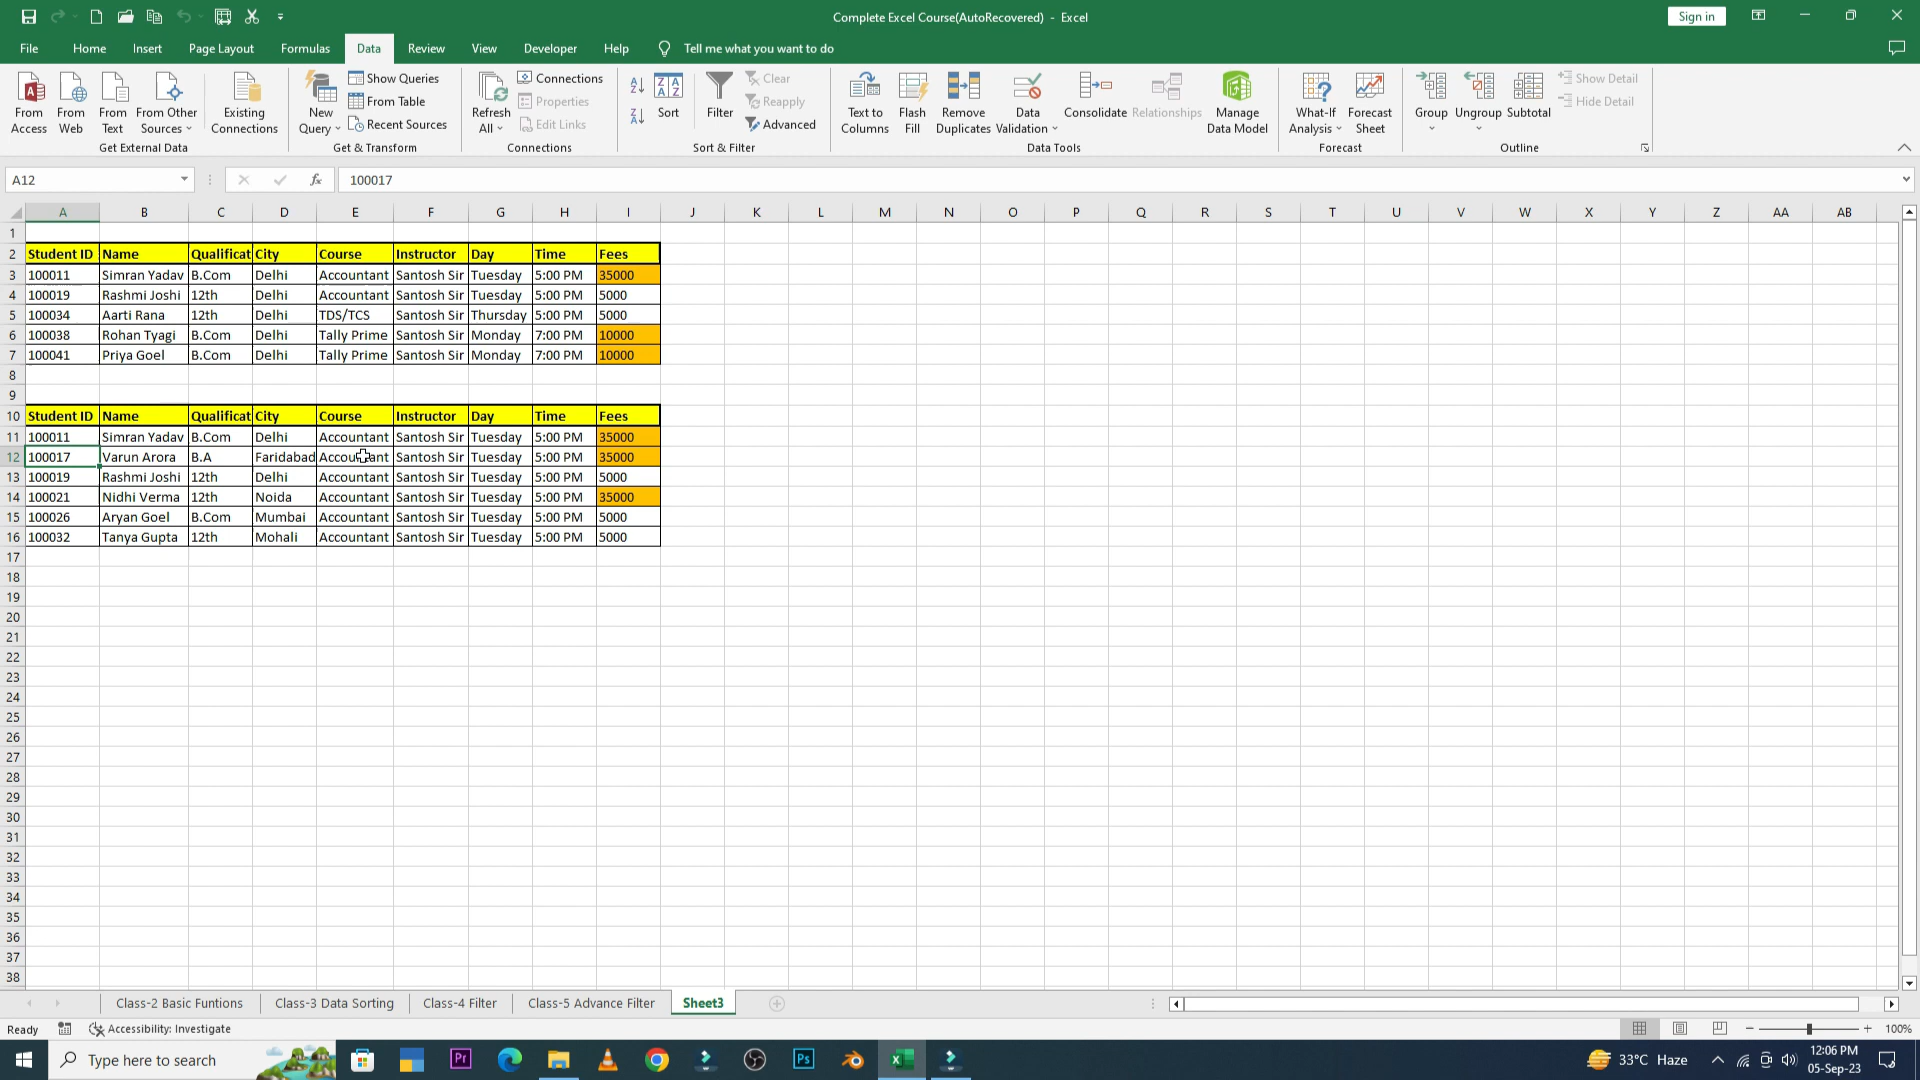 Complete Excel Course(AutoRecovered) - Excel
Sign in
File Home Insert Page Layout Formulas Data Review View Developer Help Tell me what you want to do
From Access From Web From Text From Other Sources Existing Connections
Get External Data
New Query Show Queries From Table Recent Sources
Get & Transform
Refresh All Connections Properties Edit Links
Connections
Sort Filter Clear Reapply Advanced
Sort & Filter
Text to Columns Flash Fill Remove Duplicates Data Validation Consolidate Relationships Manage Data Model
Data Tools
What-If Analysis Forecast Sheet
Forecast
Group Ungroup Subtotal Show Detail Hide Detail
Outline
A12 fx 100017
A B C D E F G H I J K L M N O P Q R S T U V W X Y Z AA AB
1
2 Student ID Name Qualificat City Course Instructor Day Time Fees
3 100011 Simran Yadav B.Com Delhi Accountant Santosh Sir Tuesday 5:00 PM 35000
4 100019 Rashmi Joshi 12th Delhi Accountant Santosh Sir Tuesday 5:00 PM 5000
5 100034 Aarti Rana 12th Delhi TDS/TCS Santosh Sir Thursday 5:00 PM 5000
6 100038 Rohan Tyagi B.Com Delhi Tally Prime Santosh Sir Monday 7:00 PM 10000
7 100041 Priya Goel B.Com Delhi Tally Prime Santosh Sir Monday 7:00 PM 10000
8
9
10 Student ID Name Qualificat City Course Instructor Day Time Fees
11 100011 Simran Yadav B.Com Delhi Accountant Santosh Sir Tuesday 5:00 PM 35000
12 100017 Varun Arora B.A Faridabad Accountant Santosh Sir Tuesday 5:00 PM 35000
13 100019 Rashmi Joshi 12th Delhi Accountant Santosh Sir Tuesday 5:00 PM 5000
14 100021 Nidhi Verma 12th Noida Accountant Santosh Sir Tuesday 5:00 PM 35000
15 100026 Aryan Goel B.Com Mumbai Accountant Santosh Sir Tuesday 5:00 PM 5000
16 100032 Tanya Gupta 12th Mohali Accountant Santosh Sir Tuesday 5:00 PM 5000
17
18
19
20
21
22
23
24
25
26
27
28
29
30
31
32
33
34
35
36
37
38
Class-2 Basic Funtions Class-3 Data Sorting Class-4 Filter Class-5 Advance Filter Sheet3
Ready Accessibility: Investigate 100%
Type here to search 33°C Haze 12:06 PM
05-Sep-23